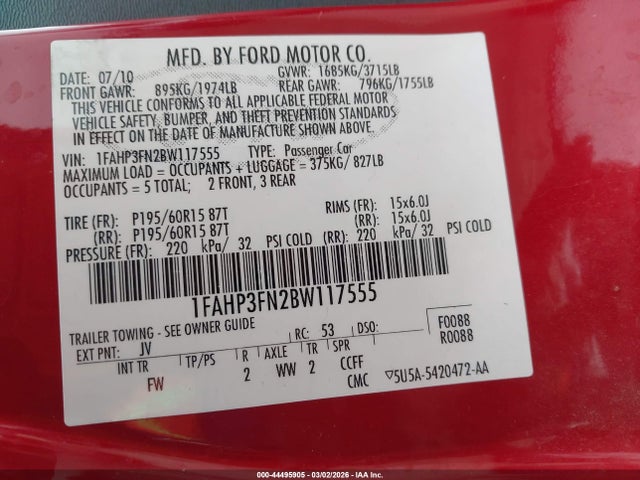 MFD. BY FORD MOTOR CO.
DATE: 07/10 GVWR: 1685KG/3715LB
FRONT GAWR: 895KG/1974LB REAR GAWR: 796KG/1755LB
THIS VEHICLE CONFORMS TO ALL APPLICABLE FEDERAL MOTOR
VEHICLE SAFETY, BUMPER, AND THEFT PREVENTION STANDARDS
IN EFFECT ON THE DATE OF MANUFACTURE SHOWN ABOVE.
VIN: 1FAHP3FN2BW117555 TYPE: Passenger Car
MAXIMUM LOAD = OCCUPANTS + LUGGAGE = 375KG/ 827LB
OCCUPANTS = 5 TOTAL; 2 FRONT, 3 REAR
TIRE (FR): P195/60R15 87T RIMS (FR): 15x6.0J
(RR): P195/60R15 87T (RR): 15x6.0J
PRESSURE (FR): 220 kPa/ 32 PSI COLD (RR): 220 kPa/ 32 PSI COLD
1FAHP3FN2BW117555
TRAILER TOWING - SEE OWNER GUIDE
EXT PNT: JV RC: 53 DSO: F0088
R0088
INT TR TP/PS R AXLE TR SPR
FW 2 WW 2 CCFF
CMC ▽5U5A-5420472-AA
000-44495905 - 03/02/2026 - IAA Inc.